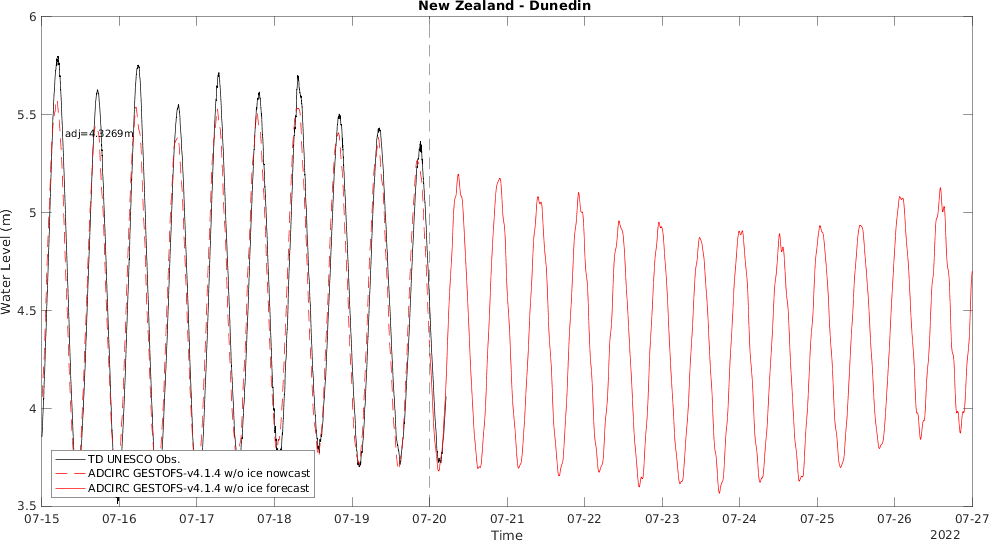 New Zealand - Dunedin
6
5.5
5
4.5
4
3.5
Water Level (m)
adj=4.3269m
TD UNESCO Obs.
ADCIRC GESTOFS-v4.1.4 w/o ice nowcast
ADCIRC GESTOFS-v4.1.4 w/o ice forecast
07-15 07-16 07-17 07-18 07-19 07-20 07-21 07-22 07-23 07-24 07-25 07-26 07-27
Time
2022